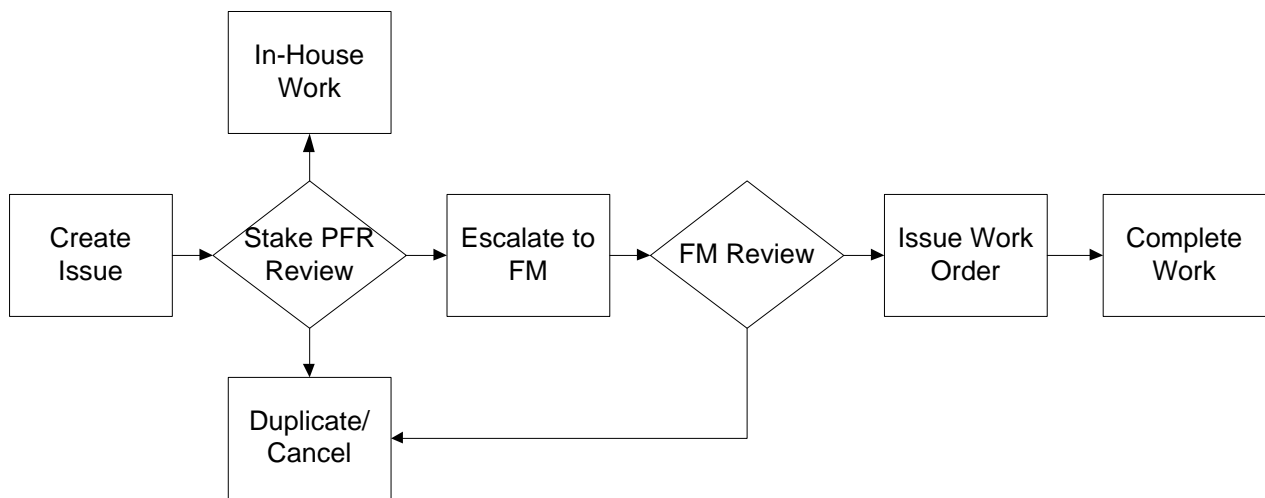 In-House
Work
Create
Issue
Stake PFR
Review
Escalate to
FM
FM Review
Issue Work
Order
Complete
Work
Duplicate/
Cancel